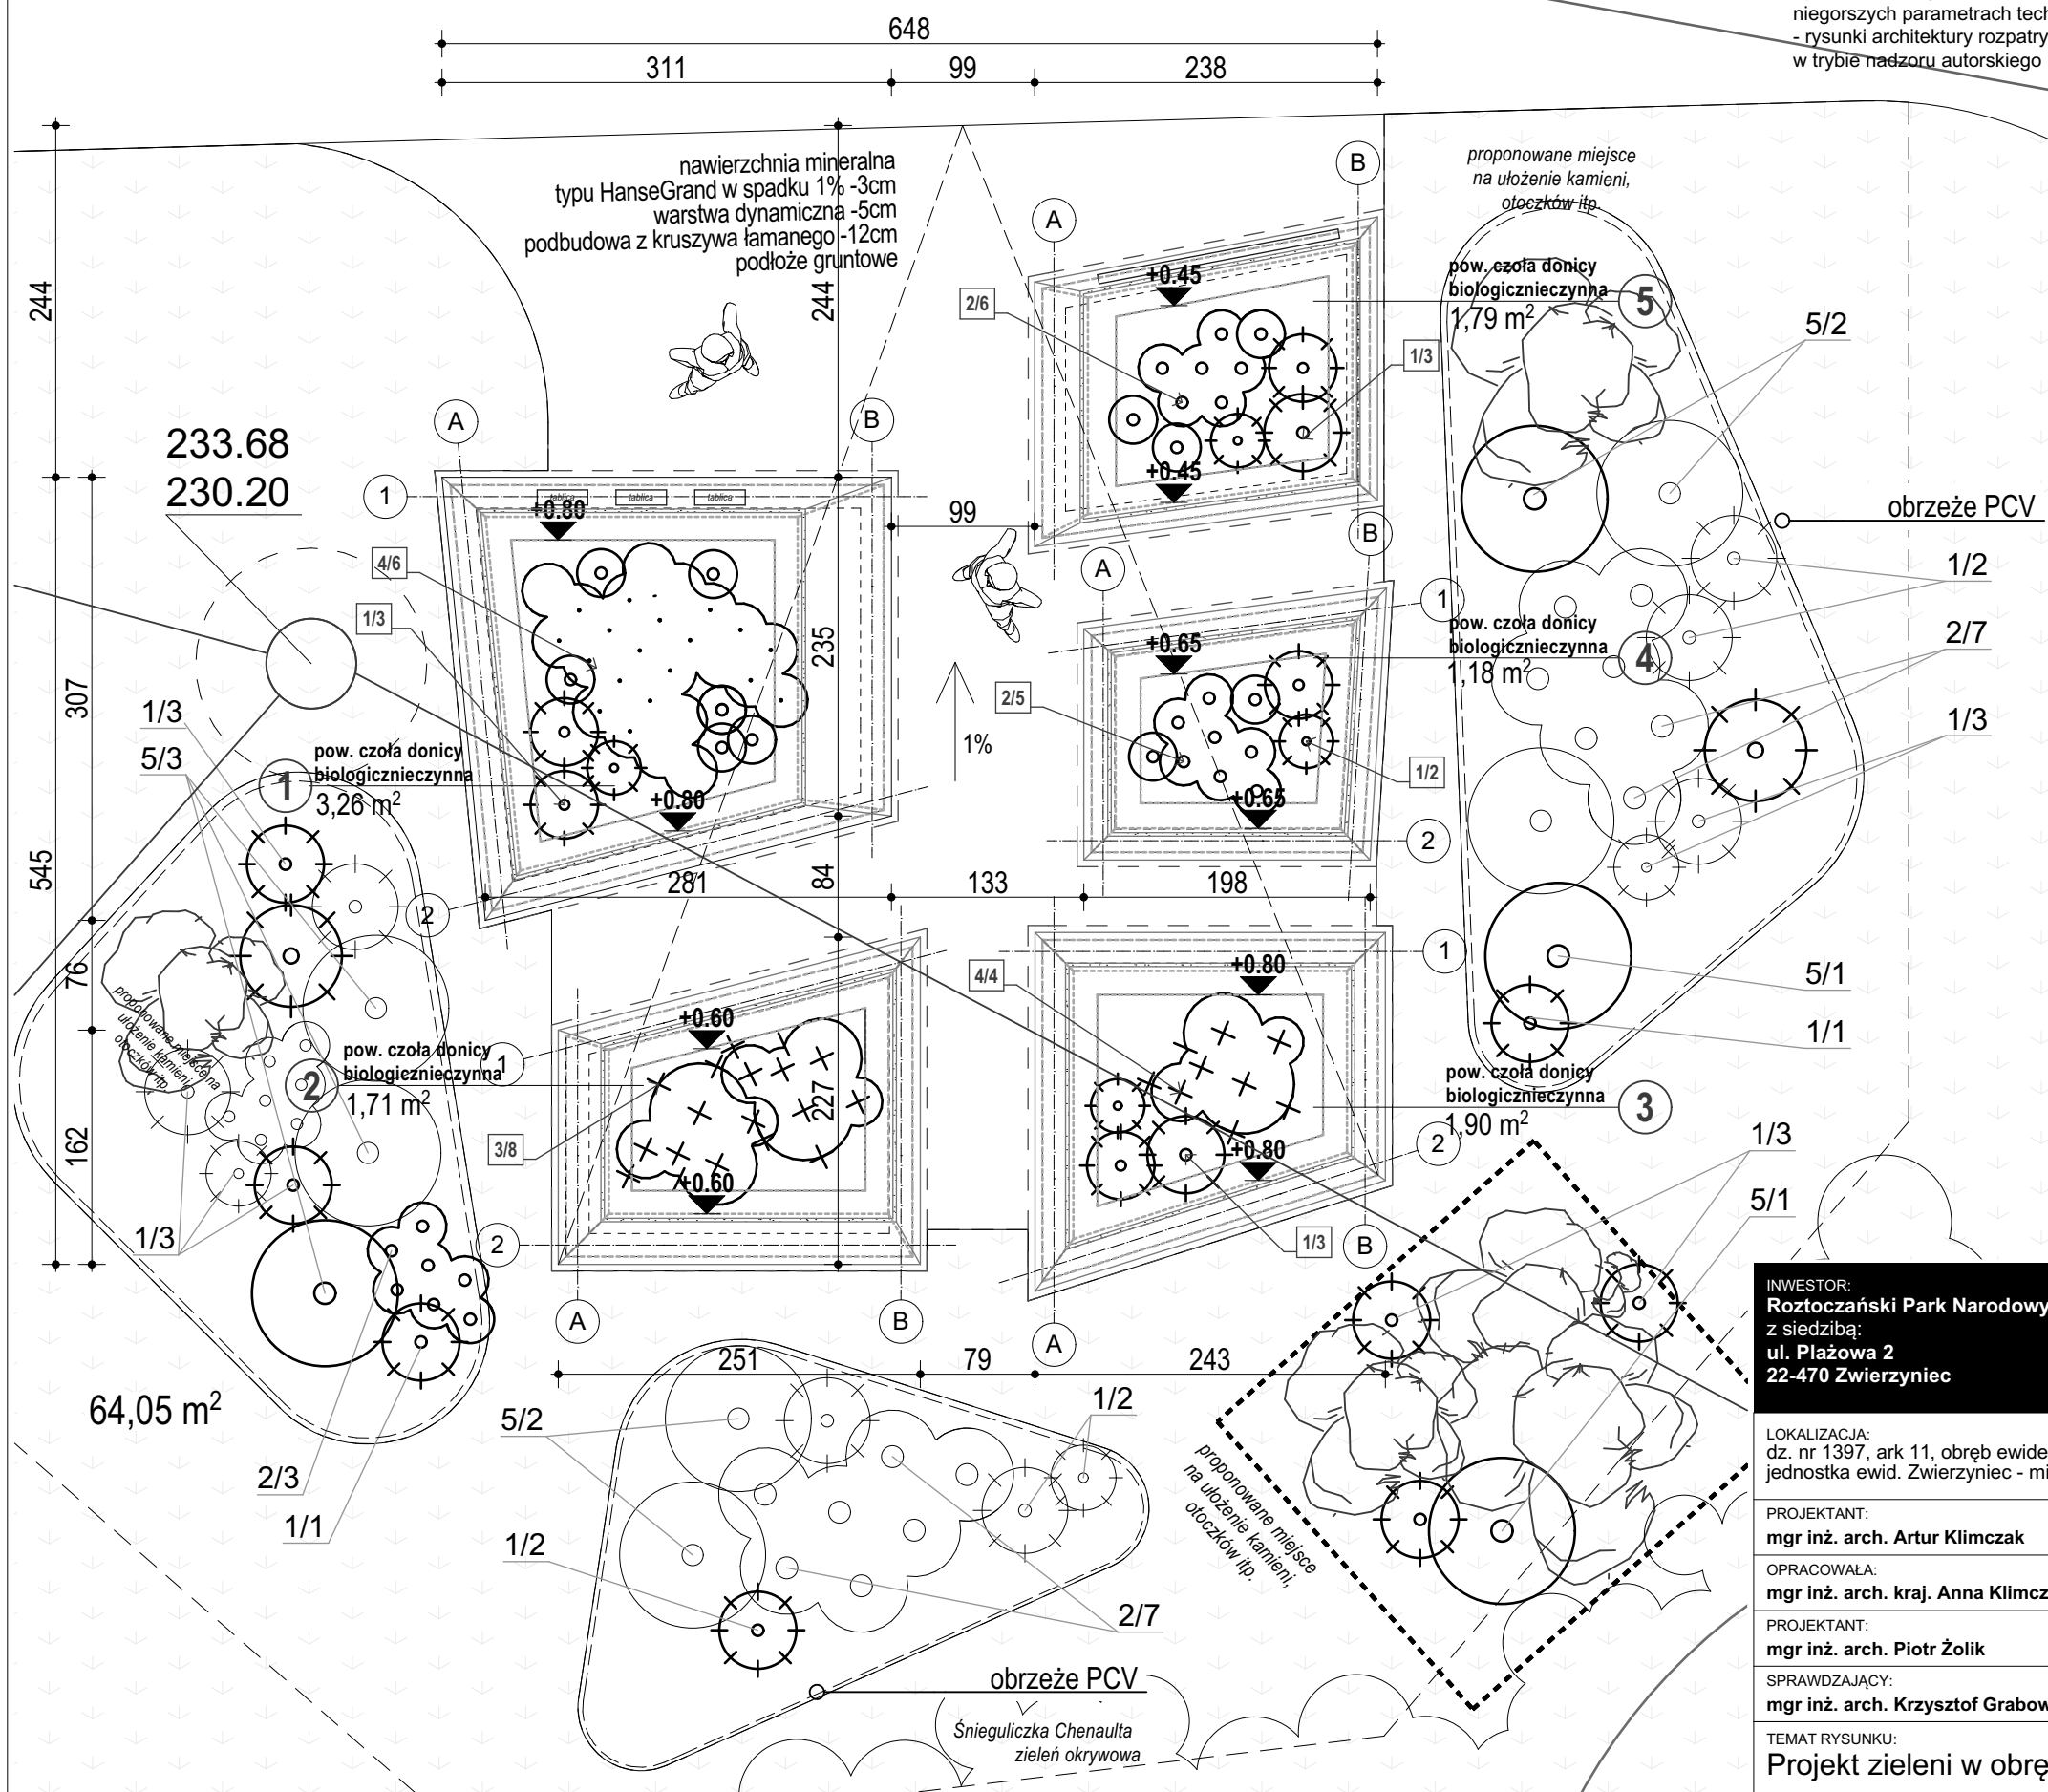 niegorszych parametrach tech
- rysunki architektury rozpatry
w trybie nadzoru autorskiego
648
311
99
238
nawierzchnia mineralna
typu HanseGrand w spadku 1% -3cm
warstwa dynamiczna -5cm
podbudowa z kruszywa łamanego -12cm
podłoże gruntowe
proponowane miejsce
na ułożenie kamieni,
otoczków itp.
244
244
A
B
+0.45
2/6
1/3
+0.45
pow. czoła donicy
biologicznieczynna
1,79 m²
5
5/2
obrzeże PCV
233.68
230.20
A
B
1
tablica
tablica
tablica
+0.80
4/6
1/3
99
235
307
545
1/3
5/3
pow. czoła donicy
biologicznieczynna
3,26 m²
1
+0.80
2
A
B
1
+0.65
2/5
1/2
+0.65
2
1%
pow. czoła donicy
biologicznieczynna
1,18 m²
4
1/2
2/7
1/3
84
281
133
198
76
162
proponowane miejsce na
ułożenie kamieni,
otoczków itp.
pow. czoła donicy
biologicznieczynna
1,71 m²
2
1
+0.60
227
3/8
+0.60
2
A
B
4/4
+0.80
1
+0.80
2
1/3
B
A
pow. czoła donicy
biologicznieczynna
1,90 m²
3
5/1
1/1
1/3
5/1
1/3
64,05 m²
2/3
1/1
251
79
243
5/2
1/2
1/2
2/7
proponowane miejsce
na ułożenie kamieni,
otoczków itp.
obrzeże PCV
Śnieguliczka Chenaulta
zieleń okrywowa
INWESTOR:
Roztoczański Park Narodowy
z siedzibą:
ul. Plażowa 2
22-470 Zwierzyniec
LOKALIZACJA:
dz. nr 1397, ark 11, obręb ewide
jednostka ewid. Zwierzyniec - mi
PROJEKTANT:
mgr inż. arch. Artur Klimczak
OPRACOWAŁA:
mgr inż. arch. kraj. Anna Klimcz
PROJEKTANT:
mgr inż. arch. Piotr Żolik
SPRAWDZAJĄCY:
mgr inż. arch. Krzysztof Grabow
TEMAT RYSUNKU:
Projekt zieleni w obrę